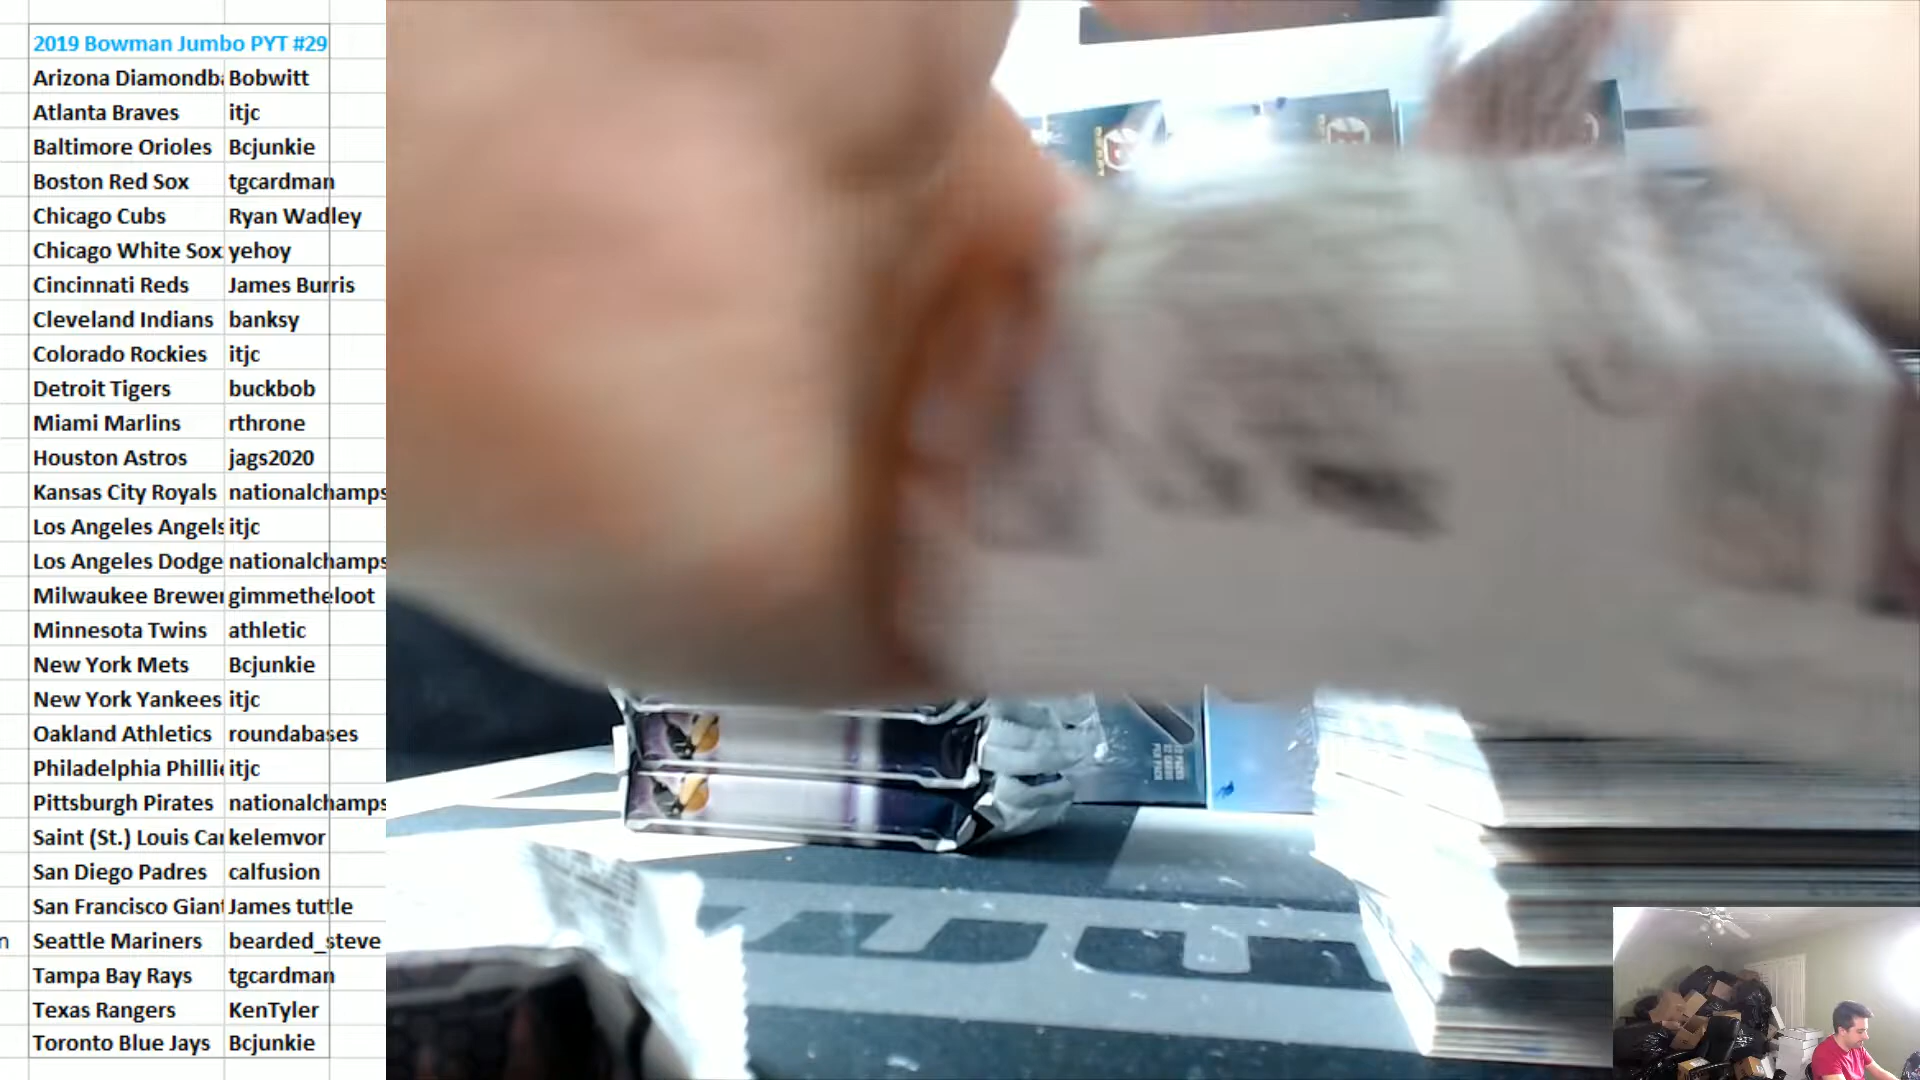 2019 Bowman Jumbo PYT #29
Arizona Diamondba Bobwitt
Atlanta Braves itjc
Baltimore Orioles Bcjunkie
Boston Red Sox tgcardman
Chicago Cubs Ryan Wadley
Chicago White Sox yehoy
Cincinnati Reds James Burris
Cleveland Indians banksy
Colorado Rockies itjc
Detroit Tigers buckbob
Miami Marlins rthrone
Houston Astros jags2020
Kansas City Royals nationalchamps
Los Angeles Angels itjc
Los Angeles Dodge nationalchamps
Milwaukee Brewer gimmetheloot
Minnesota Twins athletic
New York Mets Bcjunkie
New York Yankees itjc
Oakland Athletics roundabases
Philadelphia Phillie itjc
Pittsburgh Pirates nationalchamps
Saint (St.) Louis Car kelemvor
San Diego Padres calfusion
San Francisco Giant James tuttle
n Seattle Mariners bearded_steve
Tampa Bay Rays tgcardman
Texas Rangers KenTyler
Toronto Blue Jays Bcjunkie